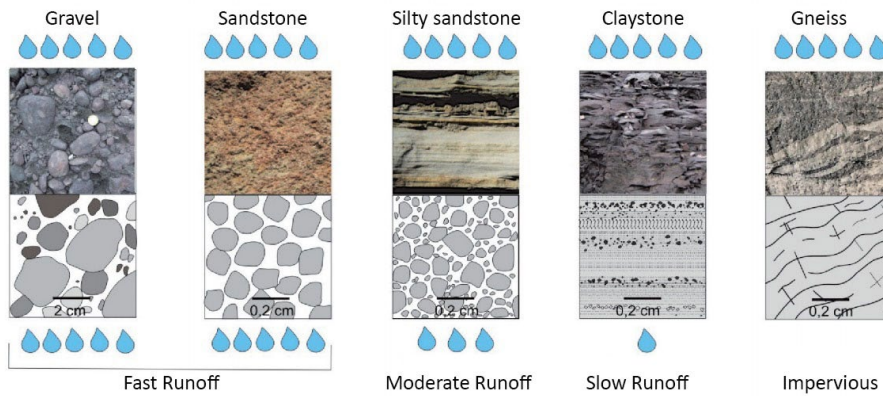 Gravel
Sandstone
Silty sandstone
Claystone
Gneiss
2 cm
0,2 cm
0,2 cm
0,2 cm
0,2 cm
Fast Runoff
Moderate Runoff
Slow Runoff
Impervious